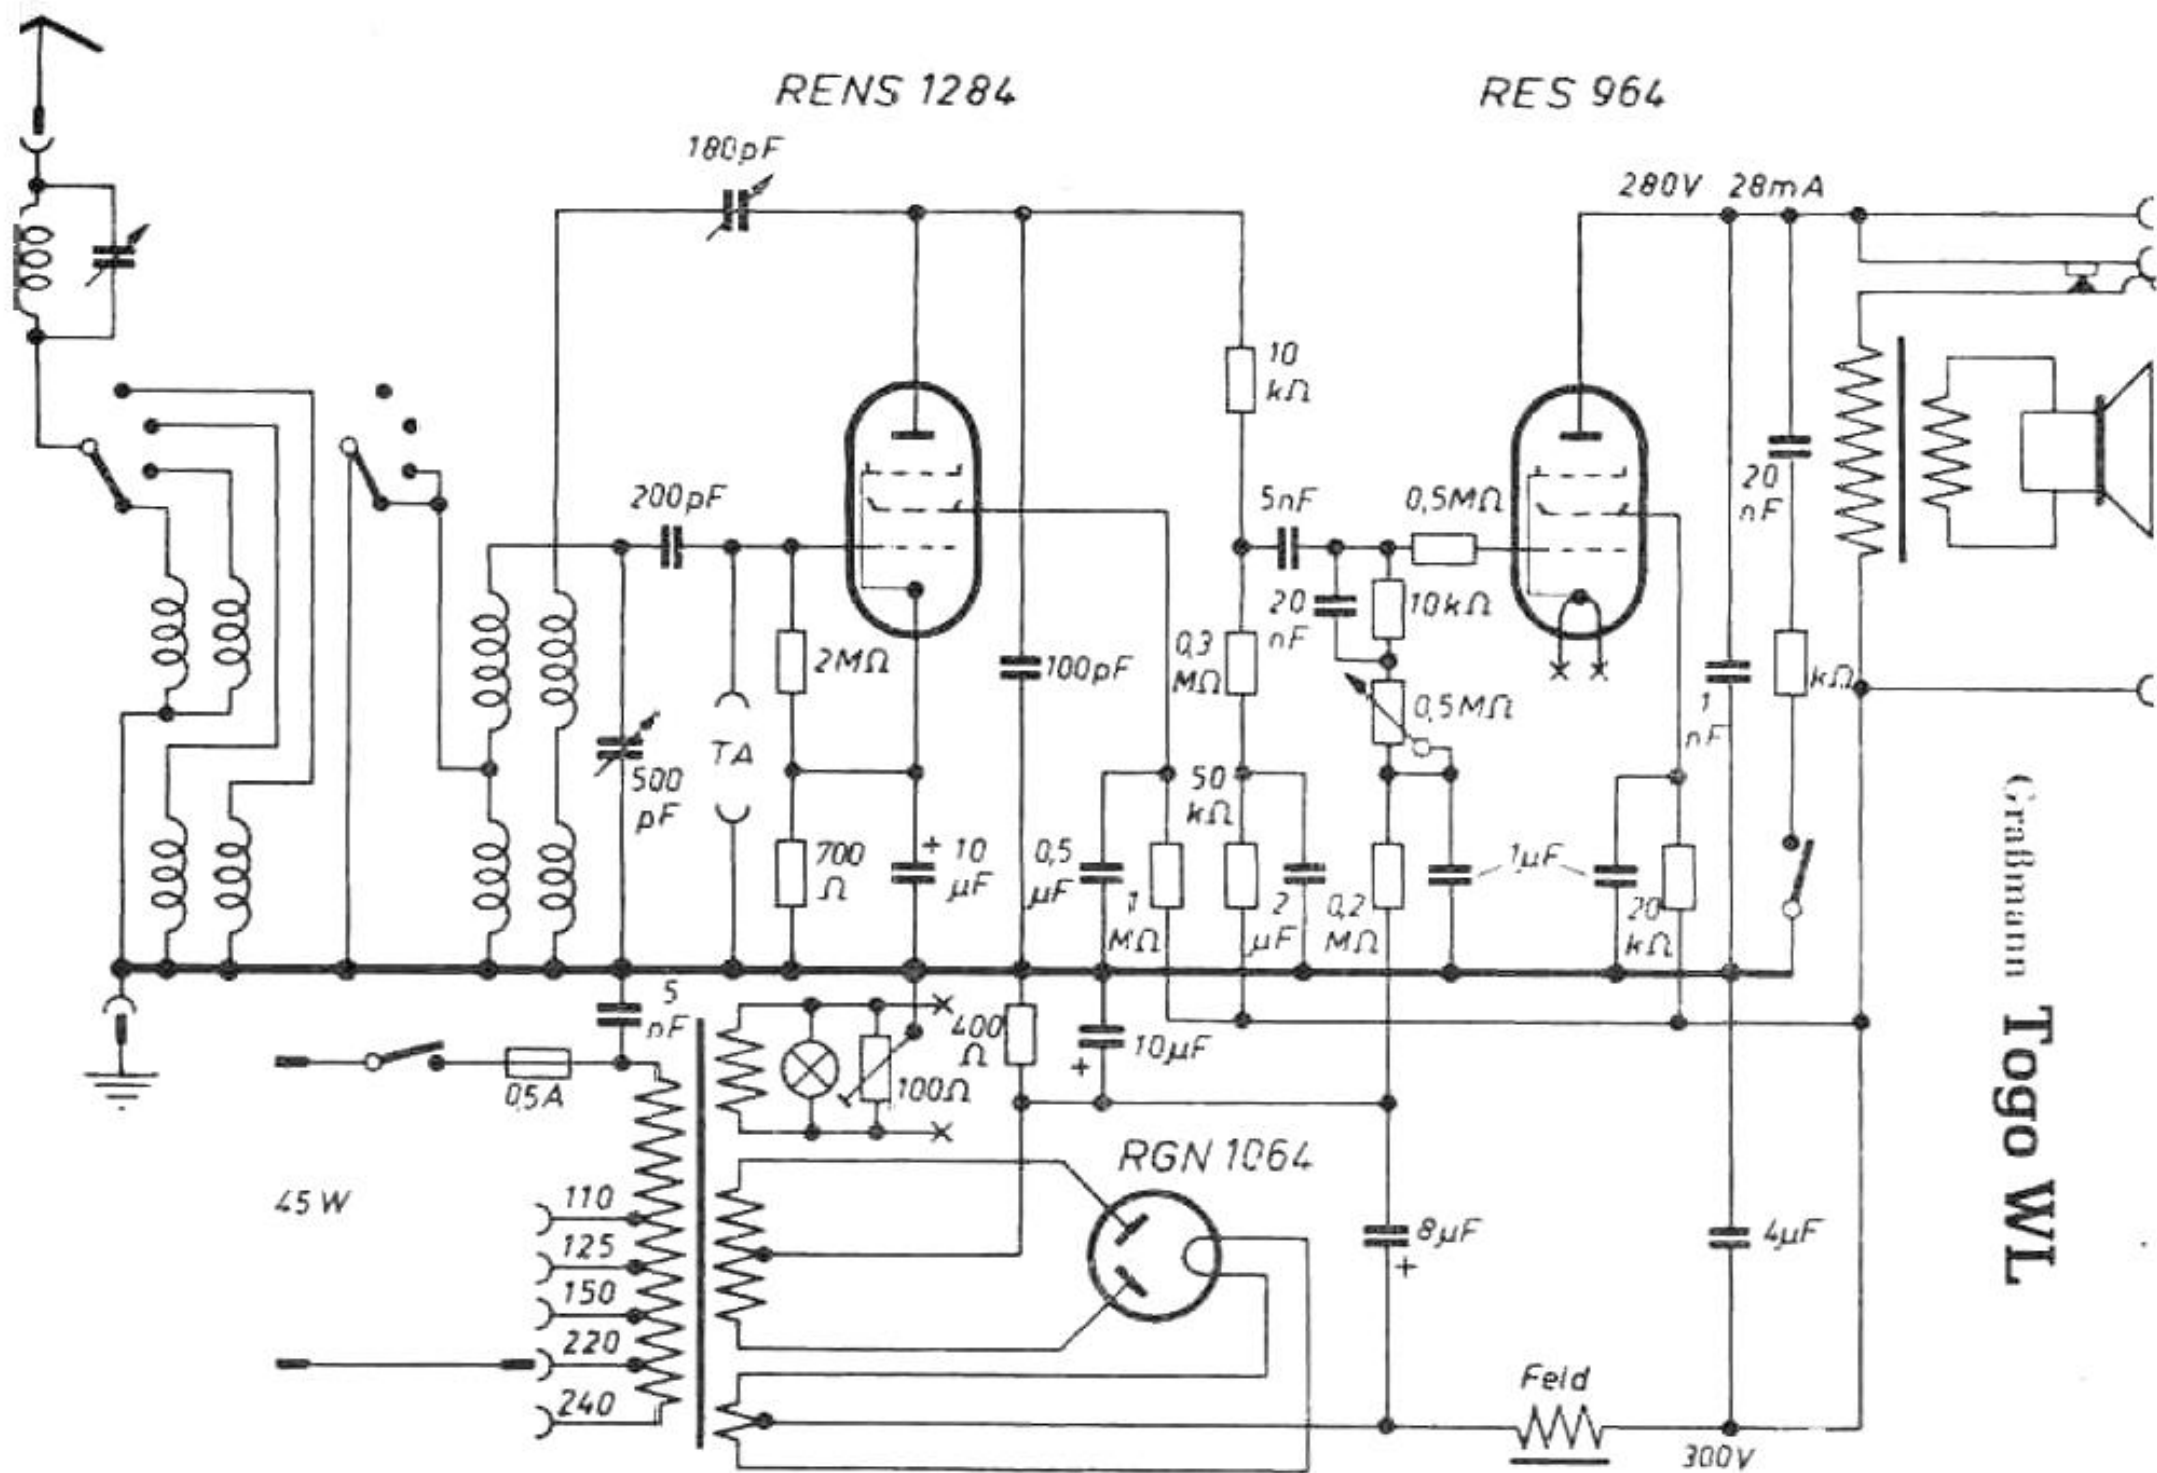 RENS 1284
RES 964
180pF
280V 28mA
10
kΩ
200pF
5nF
0,5MΩ
20
nF
20
nF
10kΩ
2MΩ
100pF
0,3
MΩ
0,5MΩ
kΩ
1
nF
TA
500
pF
50
kΩ
700
Ω
+ 10
µF
0,5
µF
1
MΩ
2
µF
0,2
MΩ
1µF
20
kΩ
5
nF
400
Ω
10µF
+
0,5A
100Ω
RGN 1064
45W
110
125
150
220
240
8µF
+
4µF
Feld
300V
Graßmann Togo WL